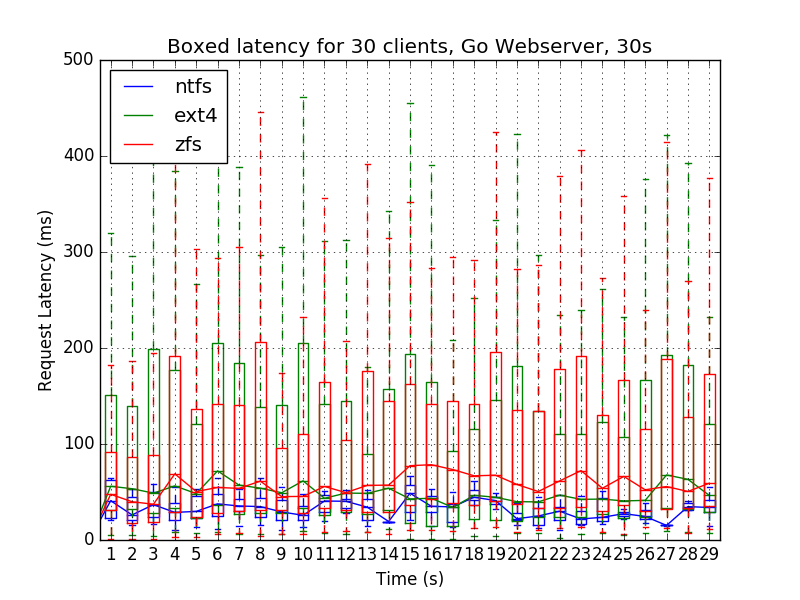 Boxed latency for 30 clients, Go Webserver, 30s
500
400
300
200
100
0
Request Latency (ms)
ntfs
ext4
zfs
1 2 3 4 5 6 7 8 9 10 11 12 13 14 15 16 17 18 19 20 21 22 23 24 25 26 27 28 29
Time (s)